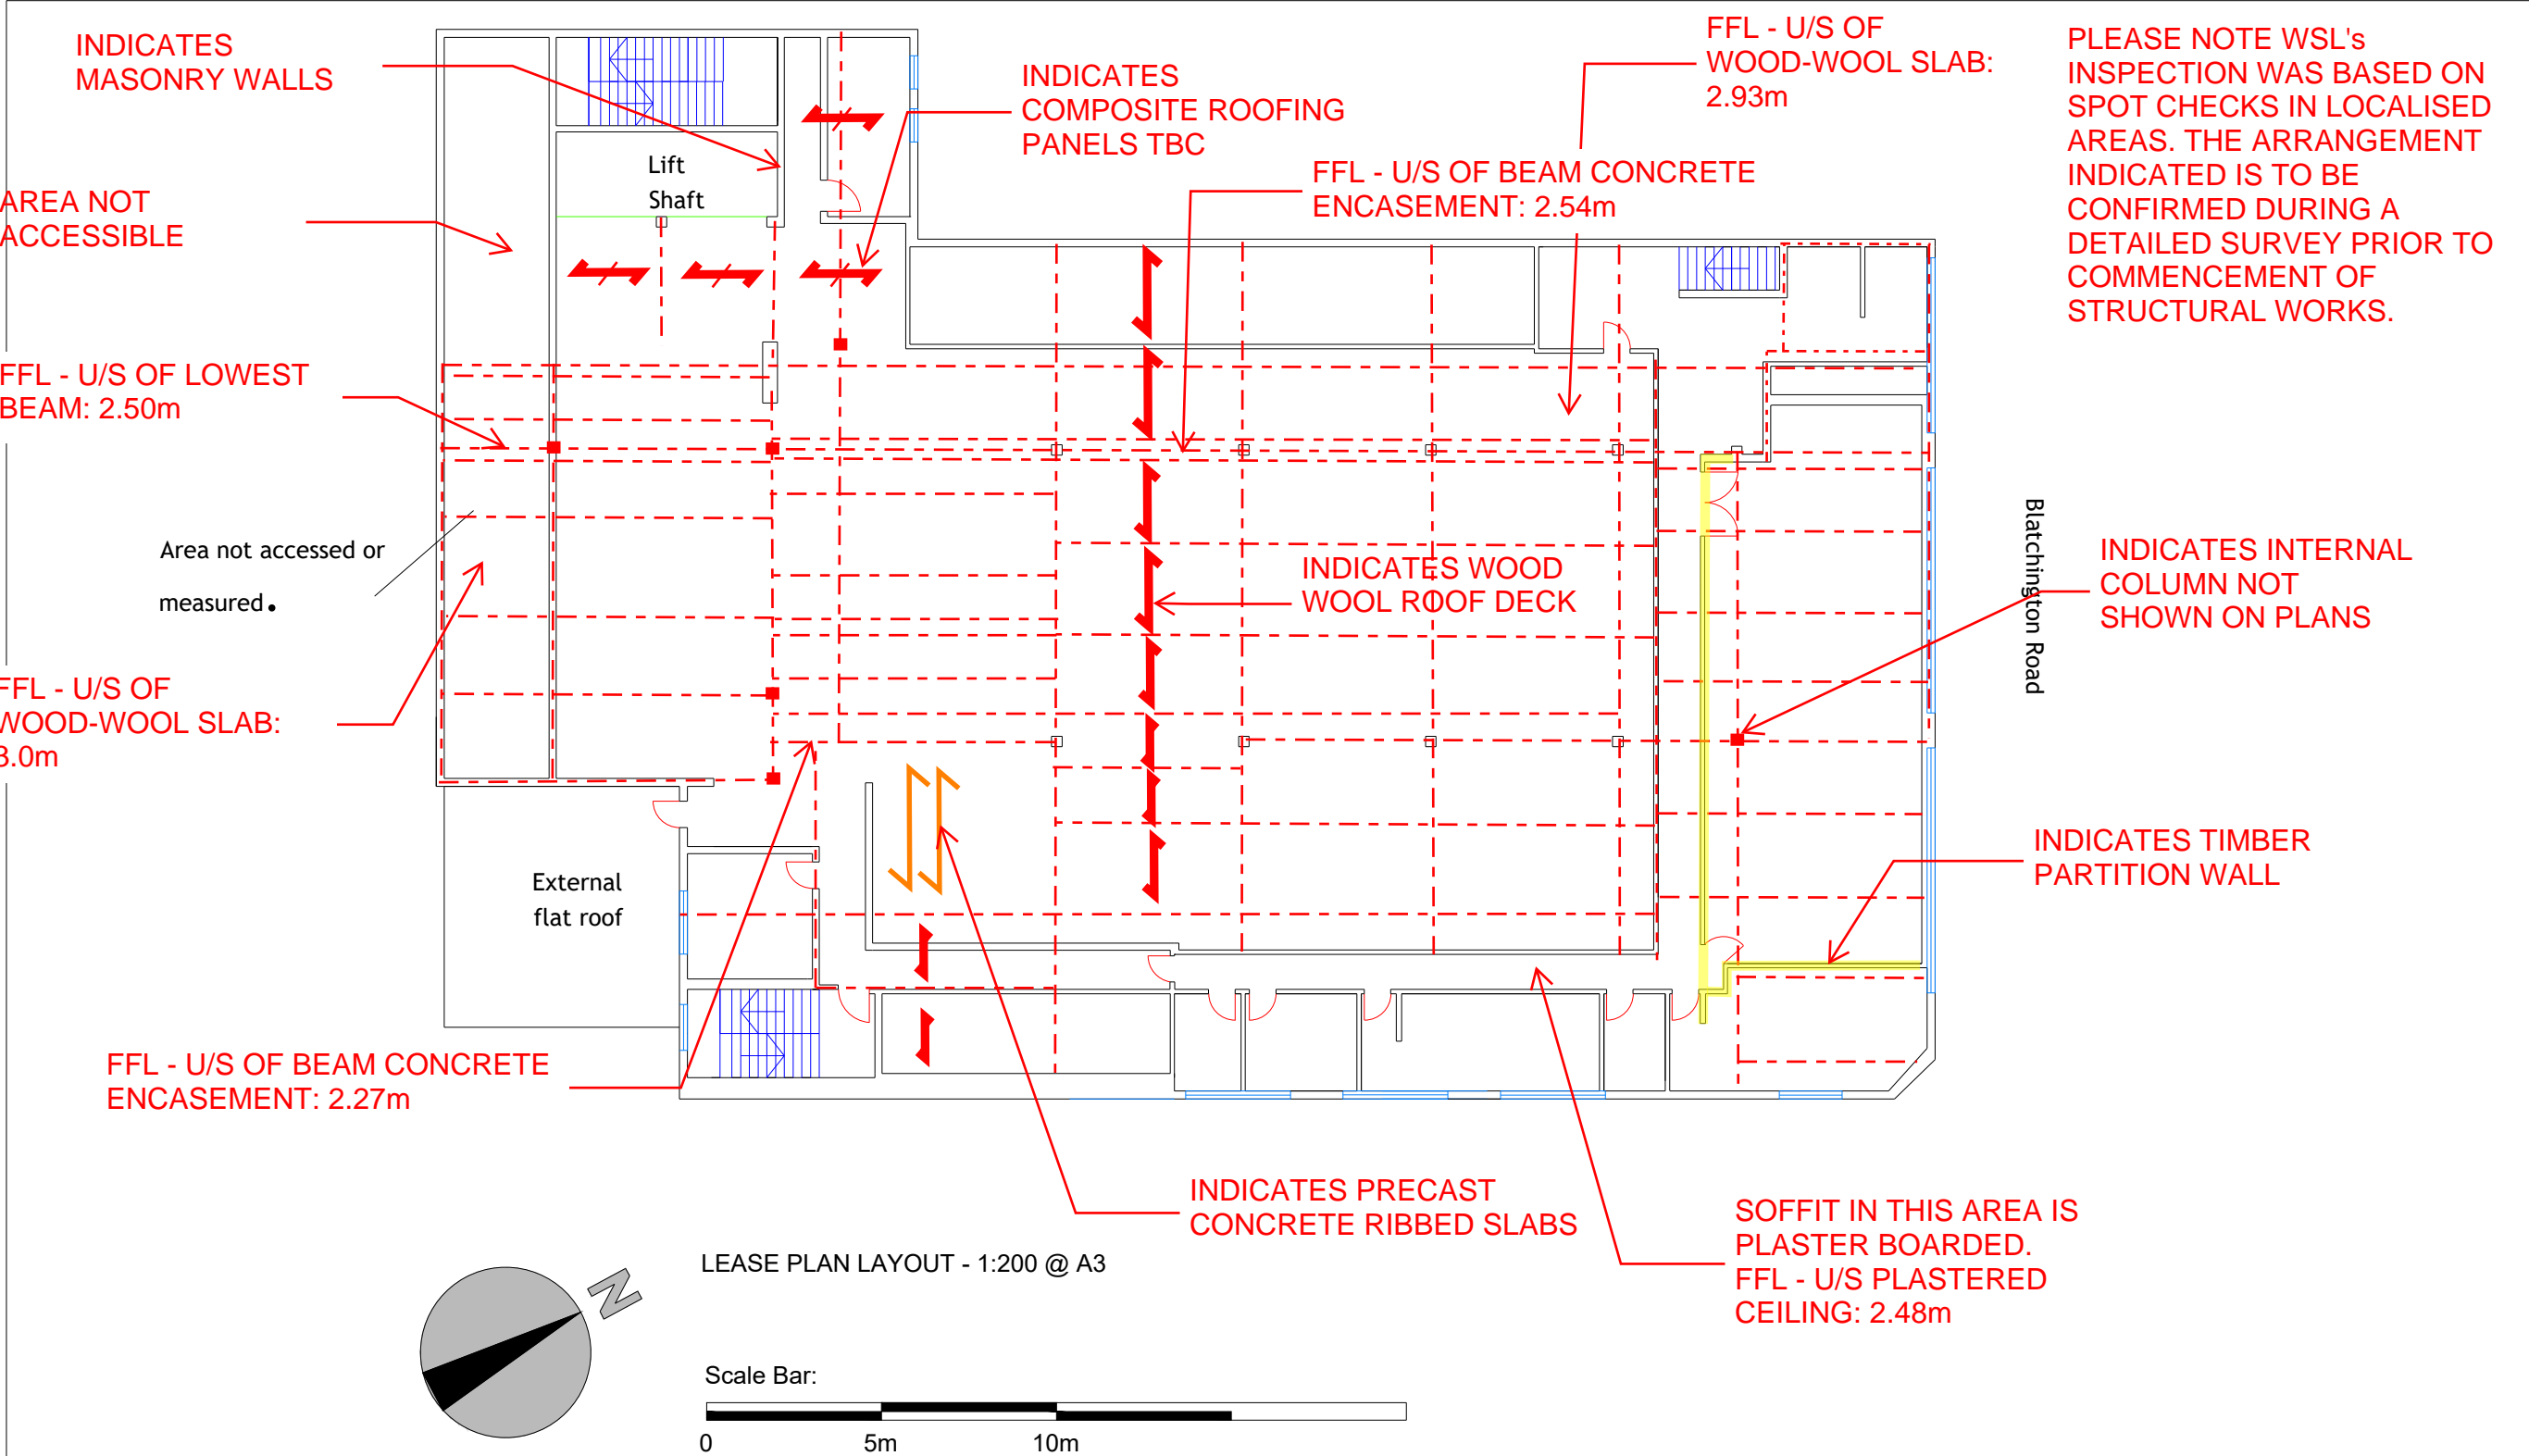 INDICATES
MASONRY WALLS
INDICATES
COMPOSITE ROOFING
PANELS TBC
FFL - U/S OF
WOOD-WOOL SLAB:
2.93m
PLEASE NOTE WSL's
INSPECTION WAS BASED ON
SPOT CHECKS IN LOCALISED
AREAS. THE ARRANGEMENT
INDICATED IS TO BE
CONFIRMED DURING A
DETAILED SURVEY PRIOR TO
COMMENCEMENT OF
STRUCTURAL WORKS.
Lift
Shaft
FFL - U/S OF BEAM CONCRETE
ENCASEMENT: 2.54m
AREA NOT
ACCESSIBLE
FFL - U/S OF LOWEST
BEAM: 2.50m
Area not accessed or
measured.
INDICATES WOOD
WOOL ROOF DECK
Blatchington Road
INDICATES INTERNAL
COLUMN NOT
SHOWN ON PLANS
FFL - U/S OF
WOOD-WOOL SLAB:
3.0m
INDICATES TIMBER
PARTITION WALL
External
flat roof
FFL - U/S OF BEAM CONCRETE
ENCASEMENT: 2.27m
INDICATES PRECAST
CONCRETE RIBBED SLABS
SOFFIT IN THIS AREA IS
PLASTER BOARDED.
FFL - U/S PLASTERED
CEILING: 2.48m
LEASE PLAN LAYOUT - 1:200 @ A3
N
Scale Bar:
0 5m 10m